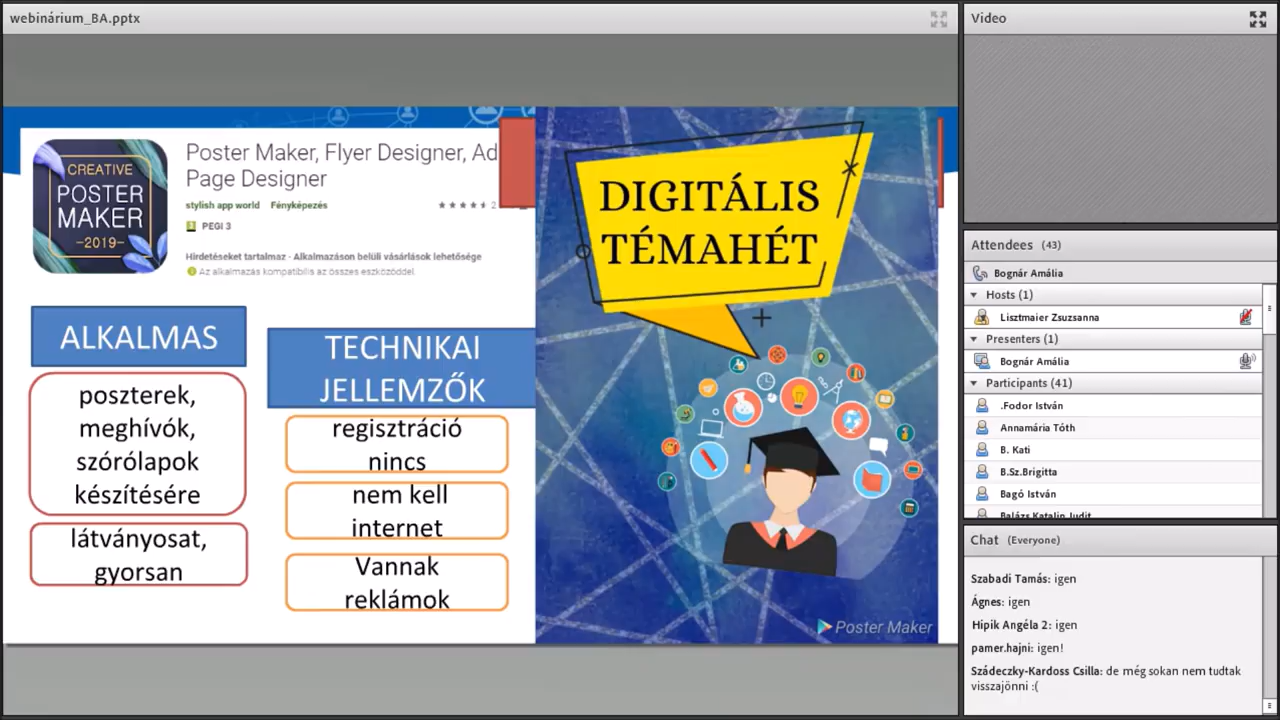 webinárium_BA.pptx
CREATIVE
POSTER
MAKER
-2019-
Poster Maker, Flyer Designer, Ad
Page Designer
stylish app world Fényképezés
2
PEGI 3
Hirdetéseket tartalmaz · Alkalmazáson belüli vásárlások lehetősége
Az alkalmazás kompatibilis az összes eszközöddel.
ALKALMAS
poszterek,
meghívók,
szórólapok
készítésére
látványosat,
gyorsan
TECHNIKAI
JELLEMZŐK
regisztráció
nincs
nem kell
internet
Vannak
reklámok
DIGITÁLIS
TÉMAHÉT
Poster Maker
Video
Attendees (43)
Bognár Amália
Hosts (1)
Lisztmaier Zsuzsanna
Presenters (1)
Bognár Amália
Participants (41)
.Fodor István
Annamária Tóth
B. Kati
B.Sz.Brigitta
Bagó István
Balázs Katalin Judit
Chat (Everyone)
Szabadi Tamás: igen
Ágnes: igen
Hipik Angéla 2: igen
pamer.hajni: igen!
Szádeczky-Kardoss Csilla: de még sokan nem tudtak
visszajönni :(